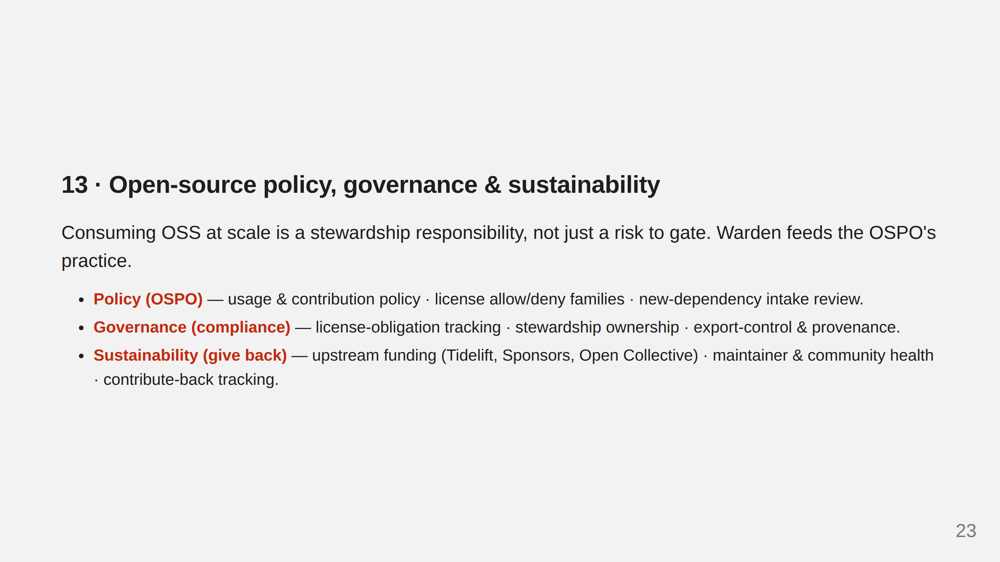 13 · Open-source policy, governance & sustainability
Consuming OSS at scale is a stewardship responsibility, not just a risk to gate. Warden feeds the OSPO's
practice.
• Policy (OSPO) — usage & contribution policy · license allow/deny families · new-dependency intake review.
• Governance (compliance) — license-obligation tracking · stewardship ownership · export-control & provenance.
• Sustainability (give back) — upstream funding (Tidelift, Sponsors, Open Collective) · maintainer & community health
· contribute-back tracking.
23